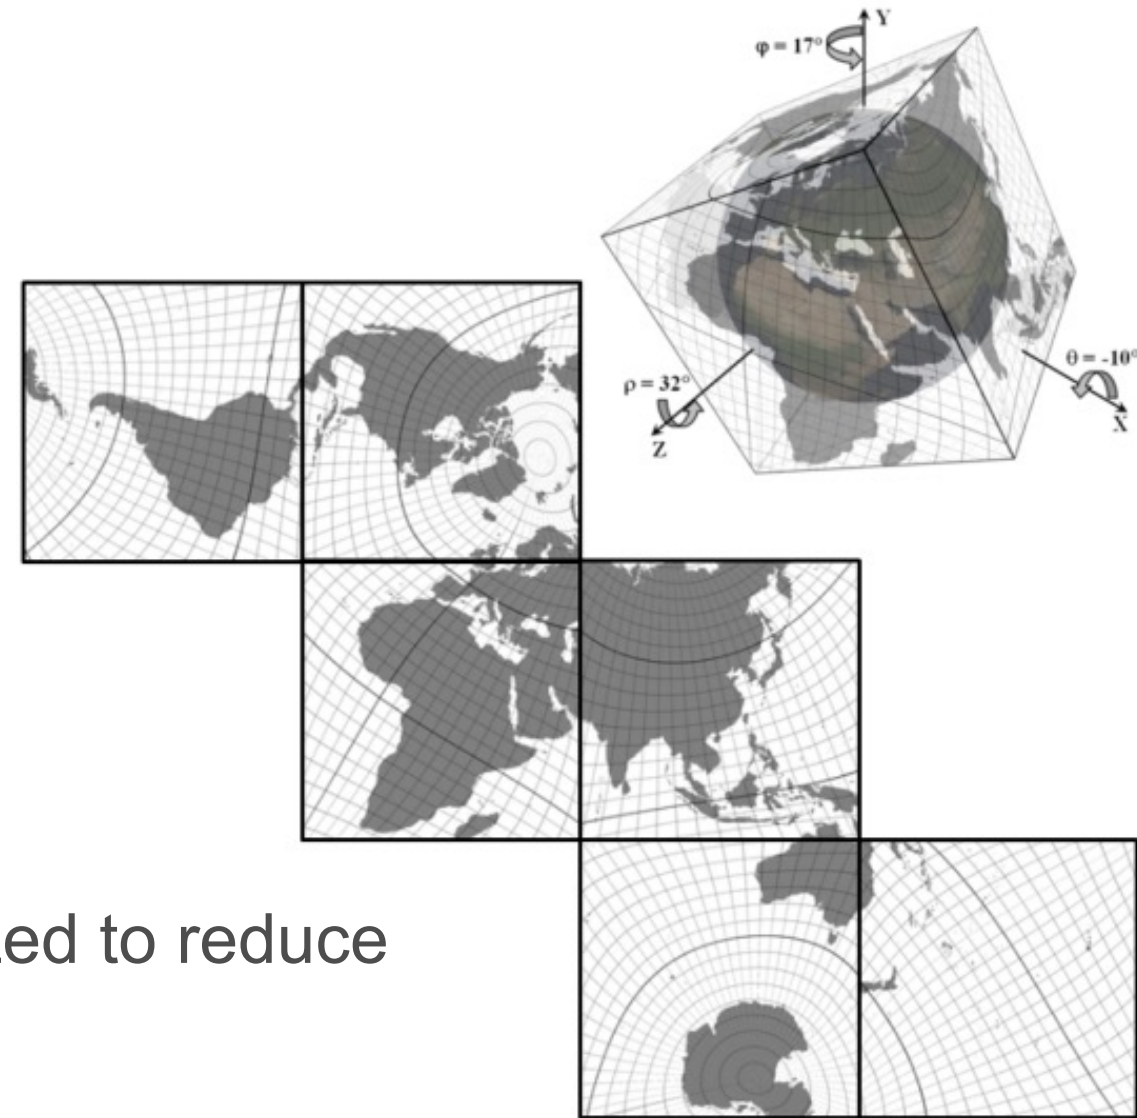 Y
φ = 17°
θ = -10°
X
ρ = 32°
Z
ed to reduce